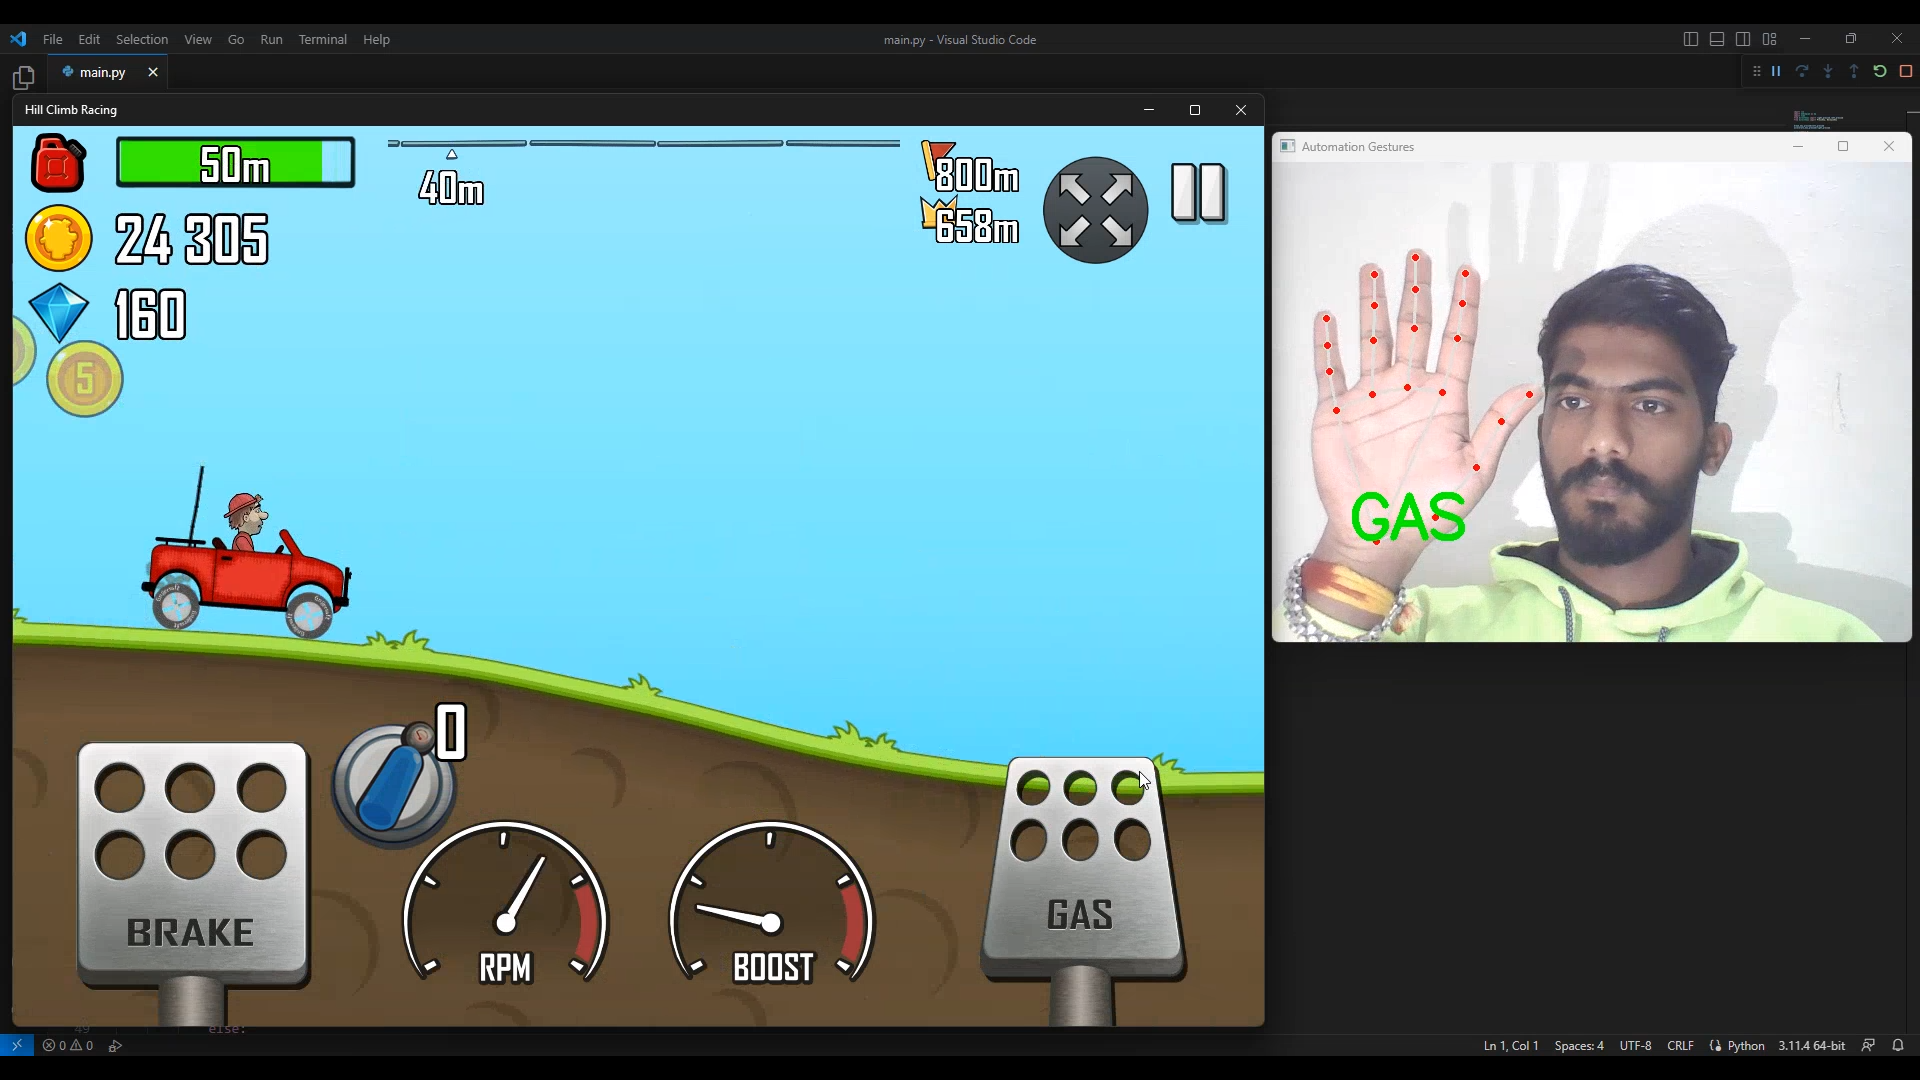 File Edit Selection View Go Run Terminal Help
main.py - Visual Studio Code
main.py
Hill Climb Racing
50m
40m
800m
658m
24 305
160
5
Automation Gestures
GAS
0
BRAKE
RPM
BOOST
GAS
49 else:
0 0
Ln 1, Col 1 Spaces: 4 UTF-8 CRLF Python 3.11.4 64-bit